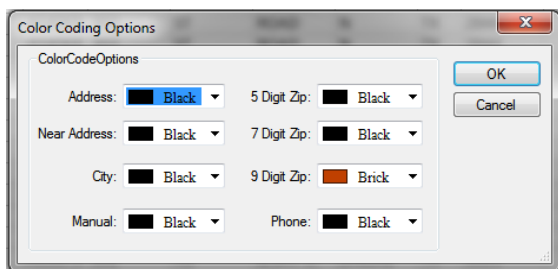 Color Coding Options
ColorCodeOptions
Address: Black 5 Digit Zip: Black
Near Address: Black 7 Digit Zip: Black
City: Black 9 Digit Zip: Brick
Manual: Black Phone: Black
OK
Cancel